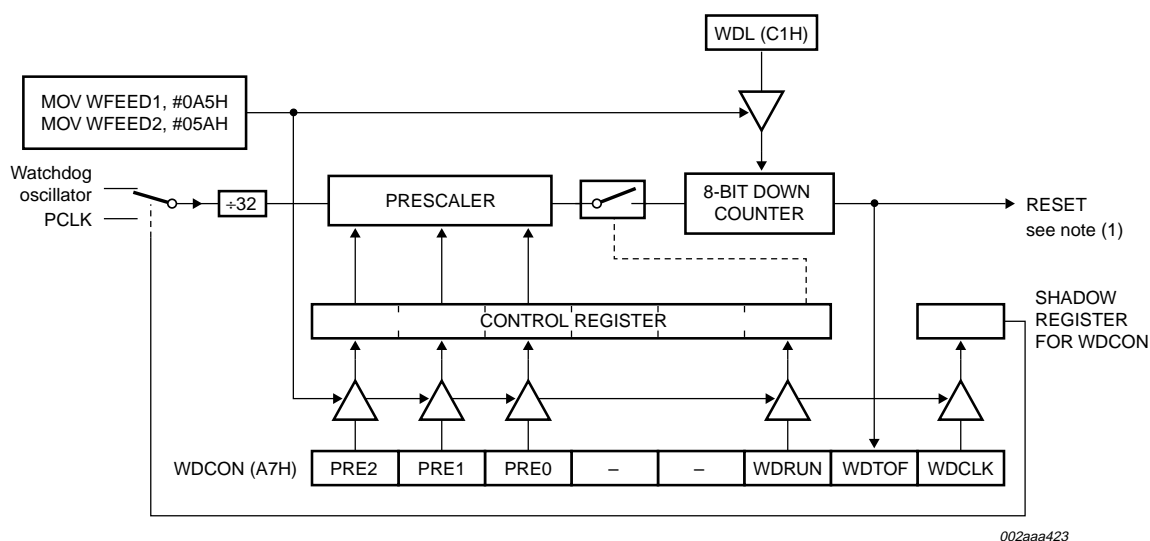 WDL (C1H)
MOV WFEED1, #0A5H
MOV WFEED2, #05AH
Watchdog
oscillator
PCLK
÷32
PRESCALER
8-BIT DOWN
COUNTER
RESET
see note (1)
CONTROL REGISTER
SHADOW
REGISTER
FOR WDCON
WDCON (A7H)
PRE2 PRE1 PRE0 – – WDRUN WDTOF WDCLK
002aaa423